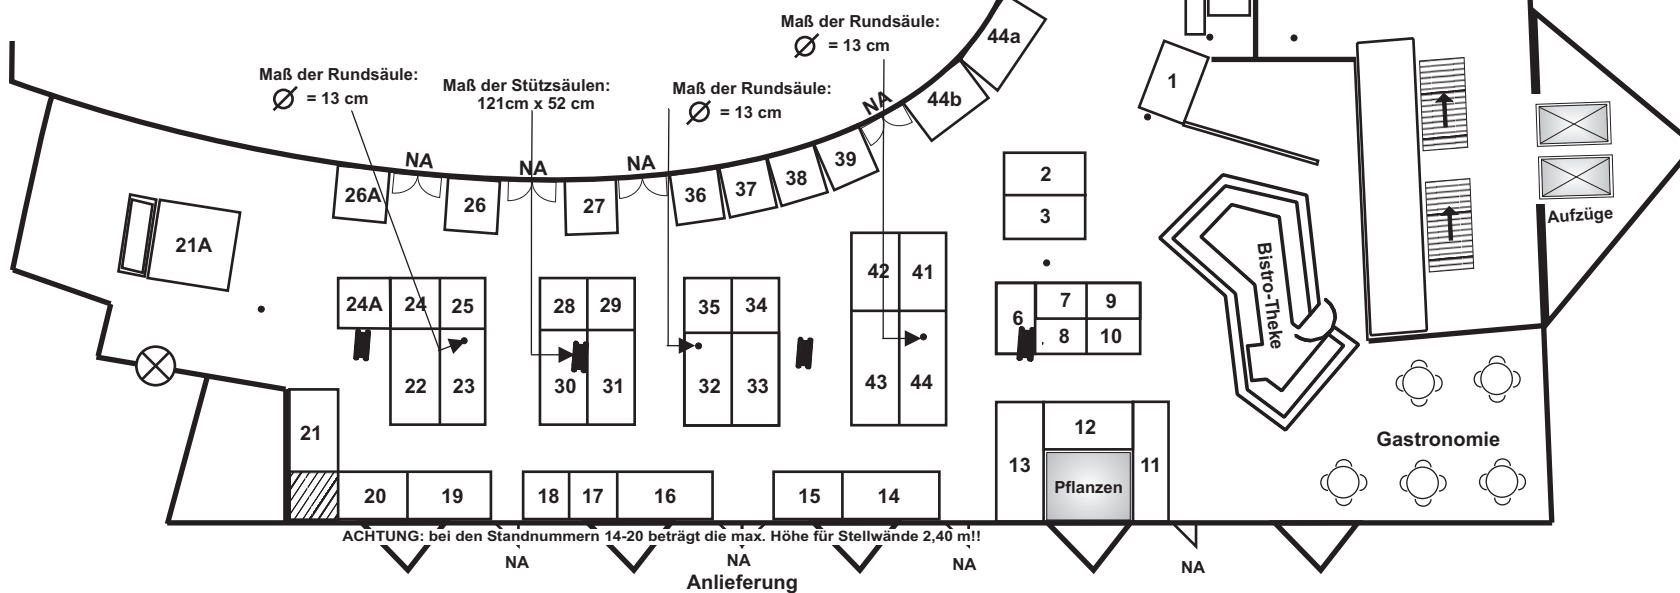 Maß der Rundsäule:
Ø = 13 cm
44a
Maß der Rundsäule:
Ø = 13 cm
Maß der Stützsäulen:
121cm x 52 cm
Maß der Rundsäule:
Ø = 13 cm
NA
44b
1
NA
NA
NA
39
38
37
36
26A
26
27
2
3
Aufzüge
21A
42
41
Bistro-Theke
24A
24
25
28
29
35
34
6
7
9
8
10
22
23
30
31
32
33
43
44
21
12
Gastronomie
13
11
Pflanzen
20
19
18
17
16
15
14
ACHTUNG: bei den Standnummern 14-20 beträgt die max. Höhe für Stellwände 2,40 m!!
NA
NA
NA
NA
Anlieferung